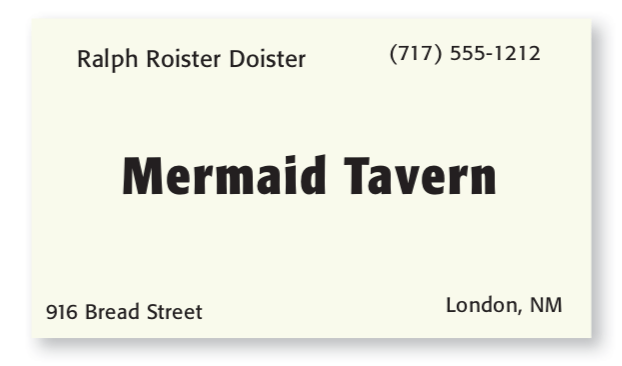 Ralph Roister Doister
(717) 555-1212
Mermaid Tavern
916 Bread Street
London, NM